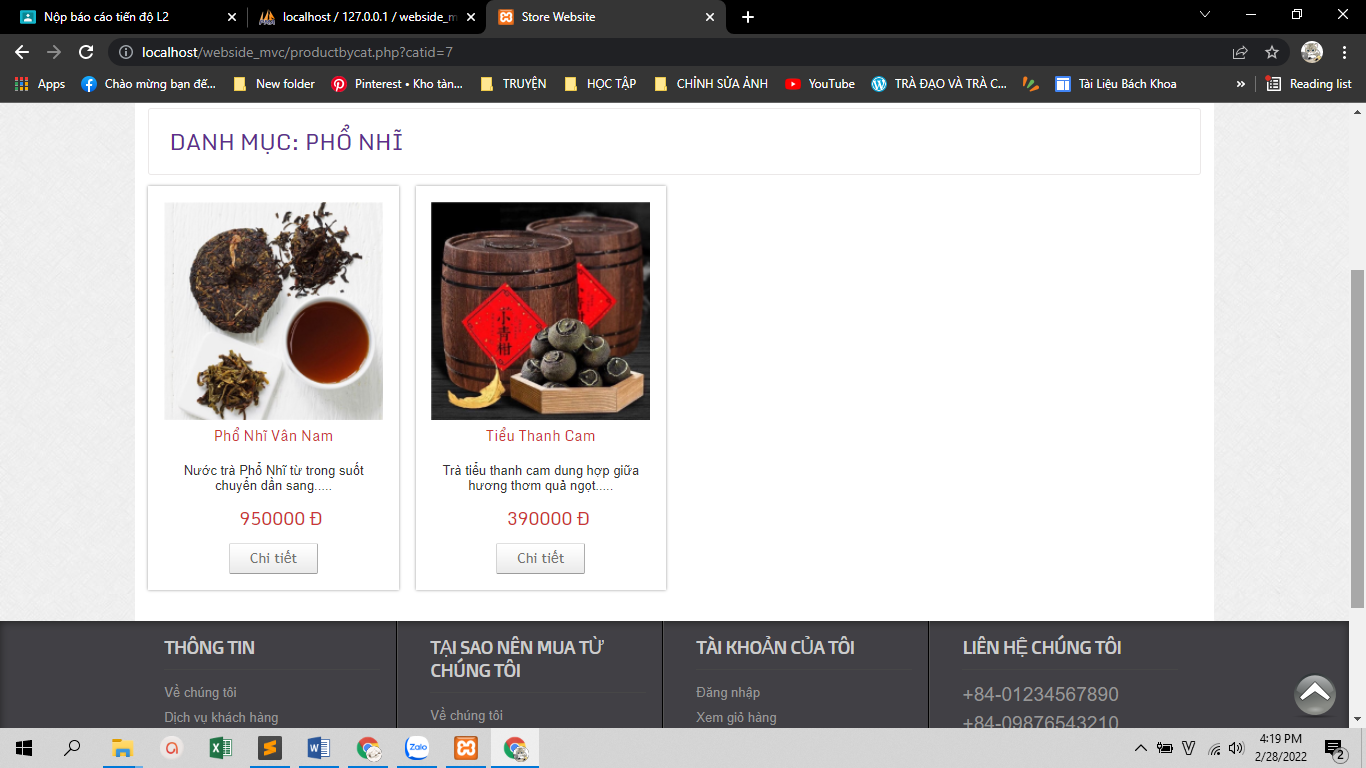 Nộp báo cáo tiến độ L2
localhost / 127.0.0.1 / webside_m
Store Website
localhost/webside_mvc/productbycat.php?catid=7
Apps
Chào mừng bạn đế...
New folder
Pinterest • Kho tàn...
TRUYỆN
HỌC TẬP
CHỈNH SỬA ẢNH
YouTube
TRÀ ĐẠO VÀ TRÀ C...
Tài Liệu Bách Khoa
»
Reading list
DANH MỤC: PHỔ NHĨ
小青柑
Phổ Nhĩ Vân Nam
Nước trà Phổ Nhĩ từ trong suốt
chuyển dần sang.....
950000 Đ
Chi tiết
Tiểu Thanh Cam
Trà tiểu thanh cam dung hợp giữa
hương thơm quả ngọt.....
390000 Đ
Chi tiết
THÔNG TIN
Về chúng tôi
Dịch vụ khách hàng
TẠI SAO NÊN MUA TỪ
CHÚNG TÔI
Về chúng tôi
TÀI KHOẢN CỦA TÔI
Đăng nhập
Xem giỏ hàng
LIÊN HỆ CHÚNG TÔI
+84-01234567890
+84-09876543210
Zalo
4:19 PM
2/28/2022
2